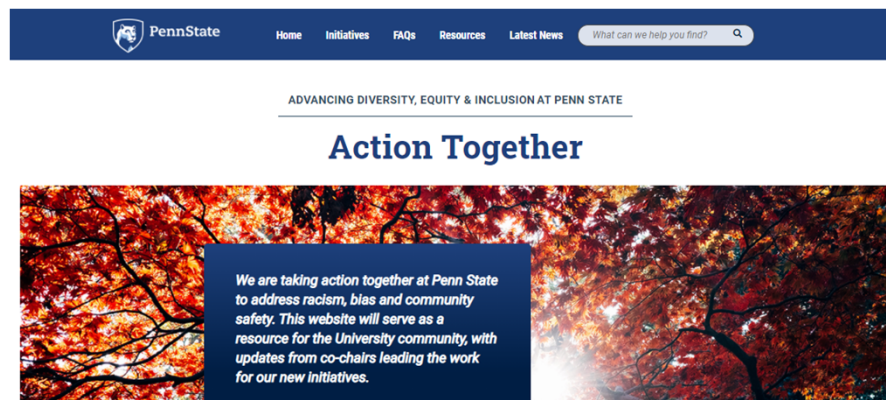 PennState
Home Initiatives FAQs Resources Latest News What can we help you find?
ADVANCING DIVERSITY, EQUITY & INCLUSION AT PENN STATE
Action Together
We are taking action together at Penn State
to address racism, bias and community
safety. This website will serve as a
resource for the University community, with
updates from co-chairs leading the work
for our new initiatives.